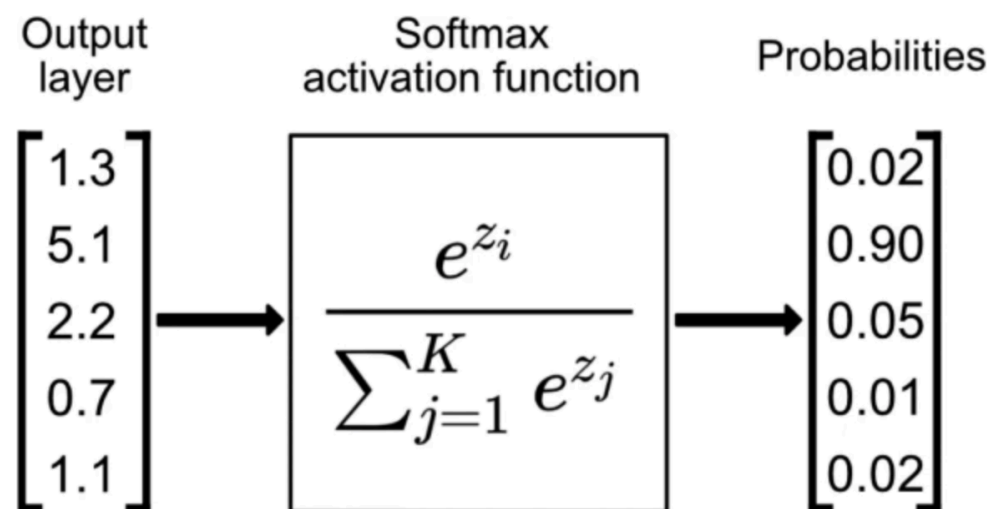 Output
layer
Softmax
activation function
Probabilities
1.3
5.1
2.2
0.7
1.1
e^{z_i}
∑_{j=1}^{K} e^{z_j}
0.02
0.90
0.05
0.01
0.02